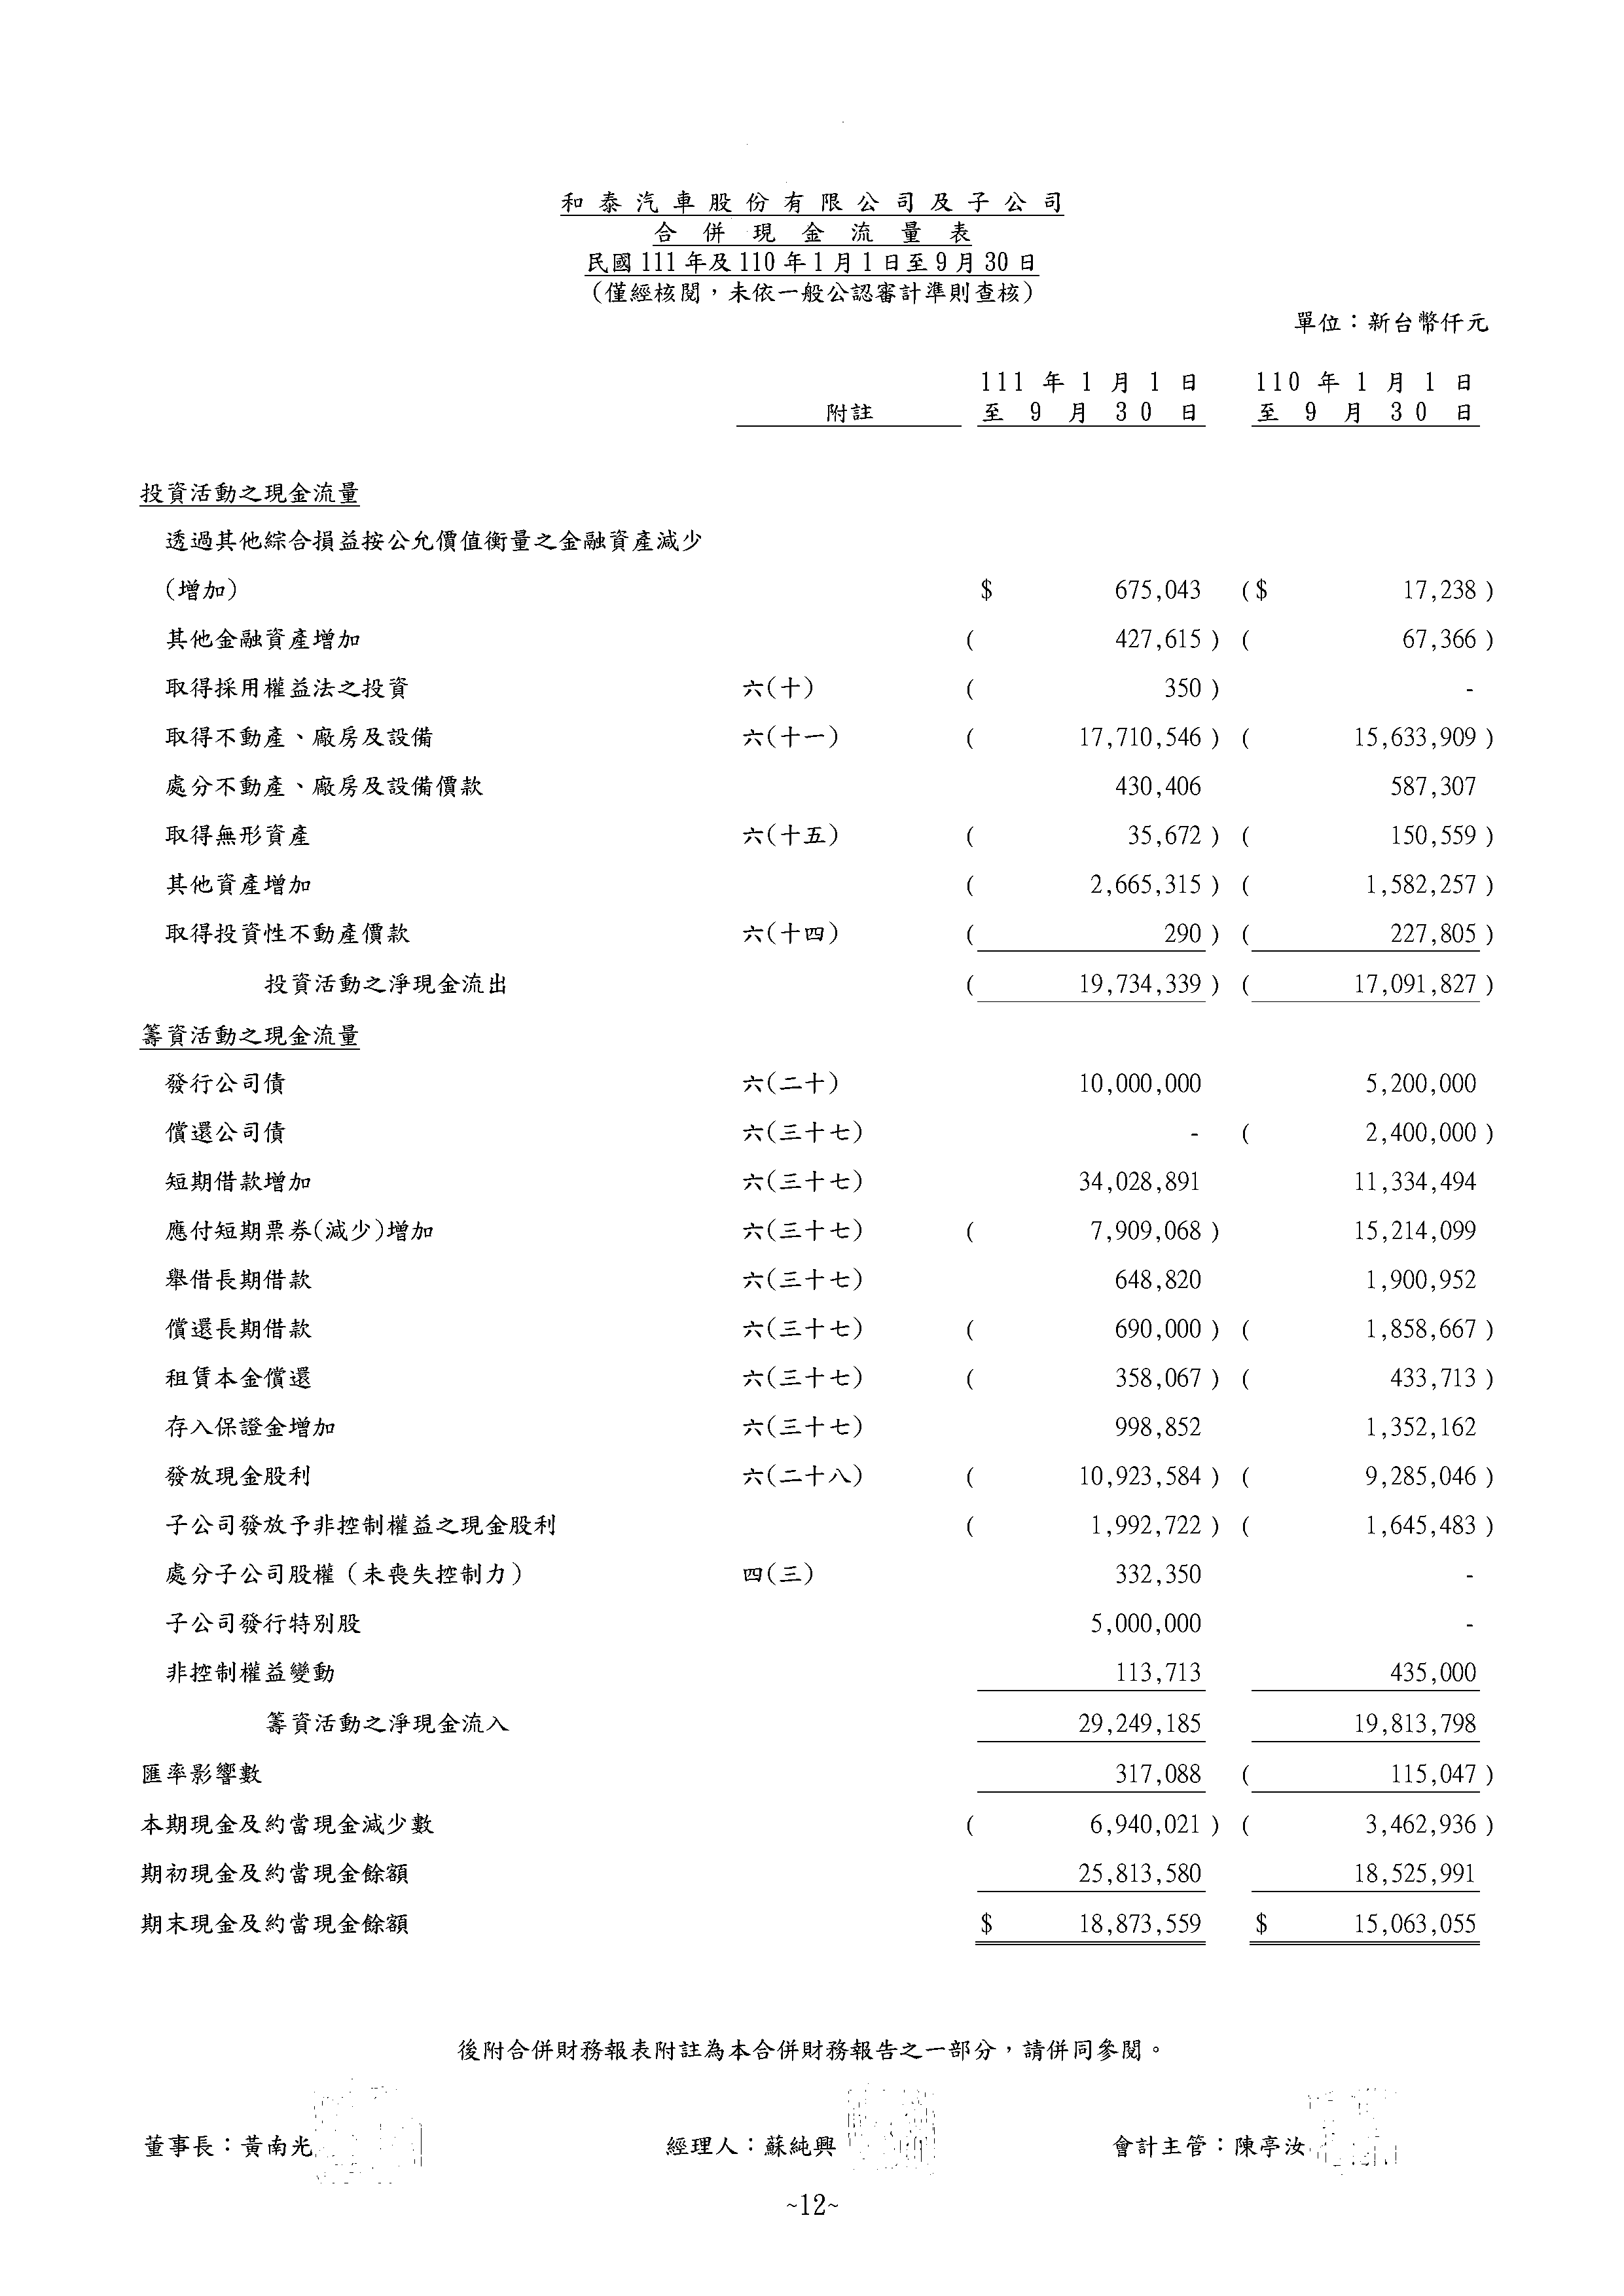 和泰汽車股份有限公司及子公司
合併現金流量表
民國111年及110年1月1日至9月30日
(僅經核閱，未依一般公認審計準則查核)
單位：新台幣仟元
111年1月1日 110年1月1日
附註 至9月30日 至9月30日
投資活動之現金流量
透過其他綜合損益按公允價值衡量之金融資產減少
(增加) $ 675,043 ($ 17,238)
其他金融資產增加 ( 427,615) ( 67,366)
取得採用權益法之投資 六(十) ( 350) -
取得不動產、廠房及設備 六(十一) ( 17,710,546) ( 15,633,909)
處分不動產、廠房及設備價款 430,406 587,307
取得無形資產 六(十五) ( 35,672) ( 150,559)
其他資產增加 ( 2,665,315) ( 1,582,257)
取得投資性不動產價款 六(十四) ( 290) ( 227,805)
投資活動之淨現金流出 ( 19,734,339) ( 17,091,827)
籌資活動之現金流量
發行公司債 六(二十) 10,000,000 5,200,000
償還公司債 六(三十七) - ( 2,400,000)
短期借款增加 六(三十七) 34,028,891 11,334,494
應付短期票券(減少)增加 六(三十七) ( 7,909,068) 15,214,099
舉借長期借款 六(三十七) 648,820 1,900,952
償還長期借款 六(三十七) ( 690,000) ( 1,858,667)
租賃本金償還 六(三十七) ( 358,067) ( 433,713)
存入保證金增加 六(三十七) 998,852 1,352,162
發放現金股利 六(二十八) ( 10,923,584) ( 9,285,046)
子公司發放予非控制權益之現金股利 ( 1,992,722) ( 1,645,483)
處分子公司股權（未喪失控制力） 四(三) 332,350 -
子公司發行特別股 5,000,000 -
非控制權益變動 113,713 435,000
籌資活動之淨現金流入 29,249,185 19,813,798
匯率影響數 317,088 ( 115,047)
本期現金及約當現金減少數 ( 6,940,021) ( 3,462,936)
期初現金及約當現金餘額 25,813,580 18,525,991
期末現金及約當現金餘額 $ 18,873,559 $ 15,063,055
後附合併財務報表附註為本合併財務報告之一部分，請併同參閱。
董事長：黃南光 經理人：蘇純興 會計主管：陳亭汝
~12~